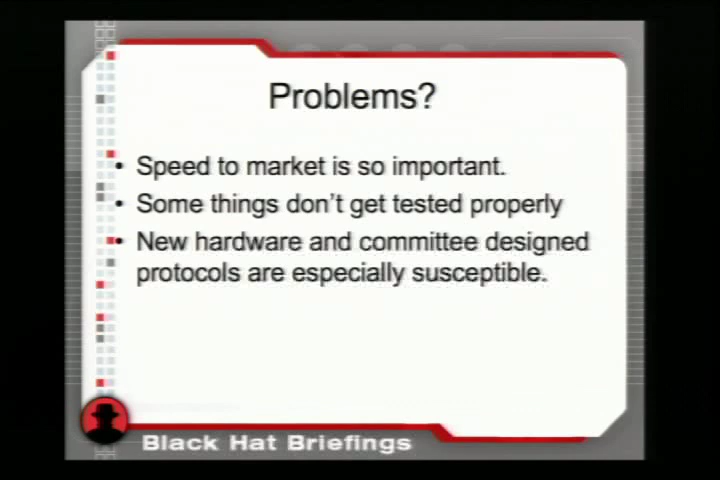 Problems?
• Speed to market is so important.
• Some things don't get tested properly
• New hardware and committee designed
protocols are especially susceptible.
Black Hat Briefings